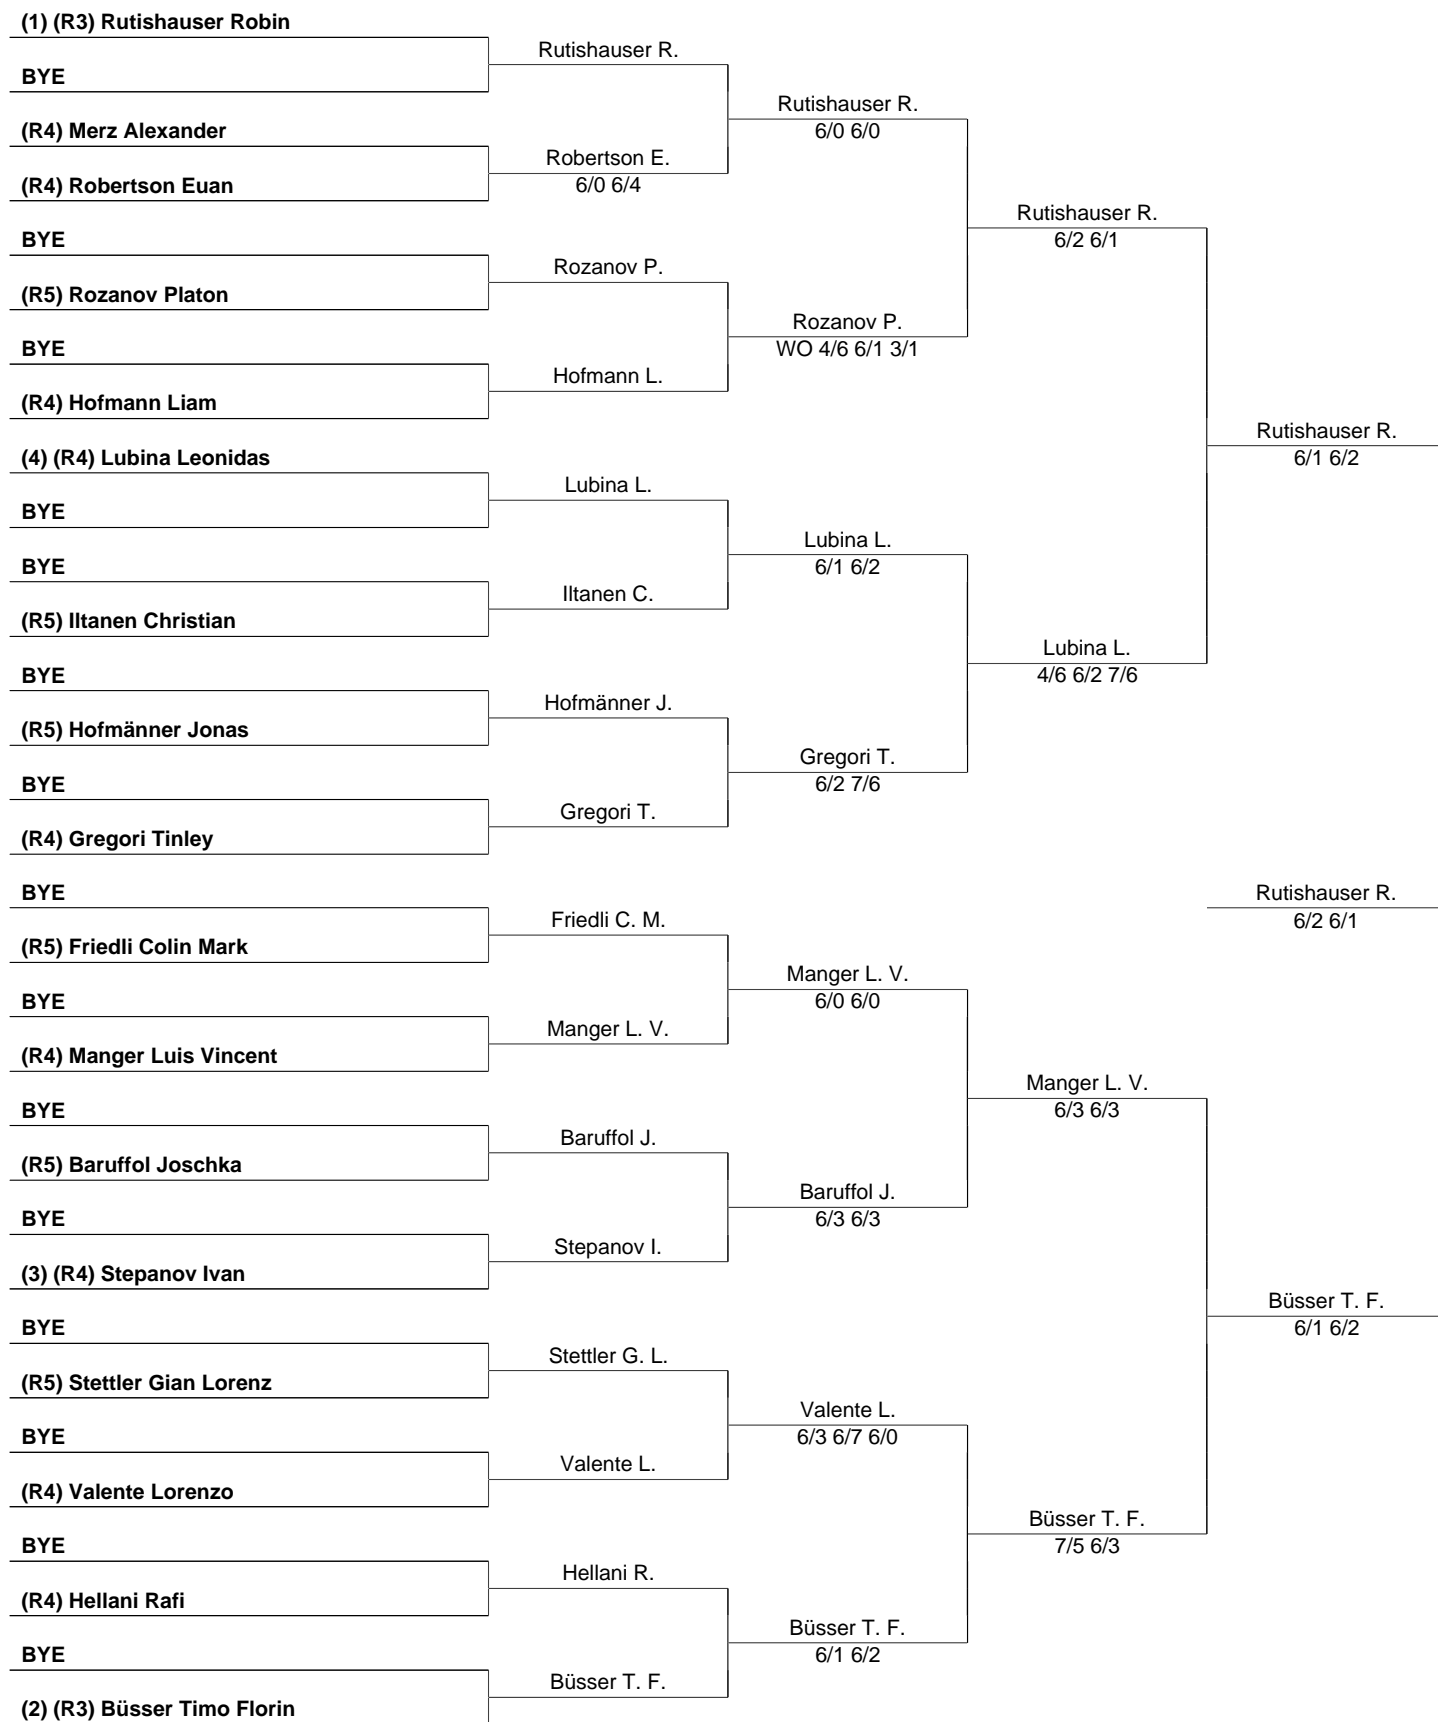 (1) (R3) Rutishauser Robin
BYE
(R4) Merz Alexander
(R4) Robertson Euan
BYE
(R5) Rozanov Platon
BYE
(R4) Hofmann Liam
(4) (R4) Lubina Leonidas
BYE
BYE
(R5) Iltanen Christian
BYE
(R5) Hofmänner Jonas
BYE
(R4) Gregori Tinley
BYE
(R5) Friedli Colin Mark
BYE
(R4) Manger Luis Vincent
BYE
(R5) Baruffol Joschka
BYE
(3) (R4) Stepanov Ivan
BYE
(R5) Stettler Gian Lorenz
BYE
(R4) Valente Lorenzo
BYE
(R4) Hellani Rafi
BYE
(2) (R3) Büsser Timo Florin
Rutishauser R.
Robertson E.
6/0 6/4
Rozanov P.
Hofmann L.
Lubina L.
Iltanen C.
Hofmänner J.
Gregori T.
Friedli C. M.
Manger L. V.
Baruffol J.
Stepanov I.
Stettler G. L.
Valente L.
Hellani R.
Büsser T. F.
Rutishauser R.
6/0 6/0
Rozanov P.
WO 4/6 6/1 3/1
Lubina L.
6/1 6/2
Gregori T.
6/2 7/6
Manger L. V.
6/0 6/0
Baruffol J.
6/3 6/3
Valente L.
6/3 6/7 6/0
Büsser T. F.
6/1 6/2
Rutishauser R.
6/2 6/1
Lubina L.
4/6 6/2 7/6
Manger L. V.
6/3 6/3
Büsser T. F.
7/5 6/3
Rutishauser R.
6/1 6/2
Rutishauser R.
6/2 6/1
Büsser T. F.
6/1 6/2